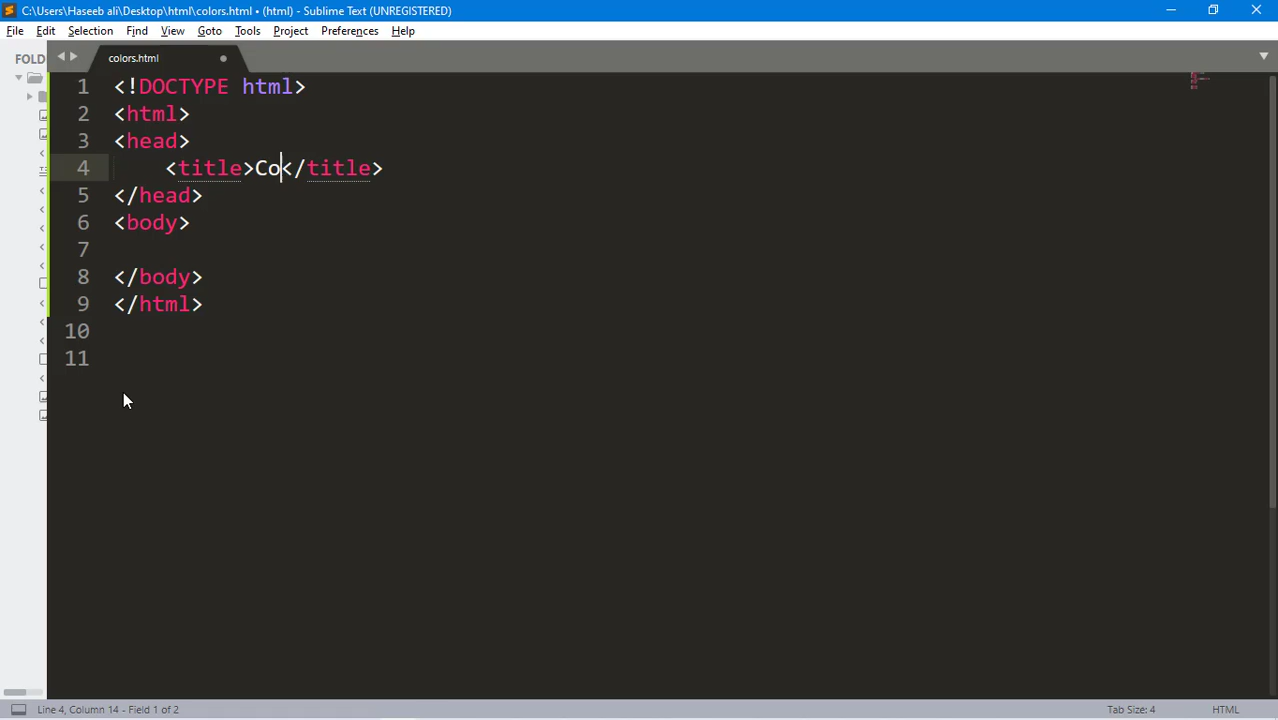 C:\Users\Haseeb ali\Desktop\html\colors.html • (html) - Sublime Text (UNREGISTERED)
File Edit Selection Find View Goto Tools Project Preferences Help
FOLD
colors.html
1 <!DOCTYPE html>
2 <html>
3 <head>
4 <title>Co</title>
5 </head>
6 <body>
7
8 </body>
9 </html>
10
11
Line 4, Column 14 - Field 1 of 2
Tab Size: 4
HTML